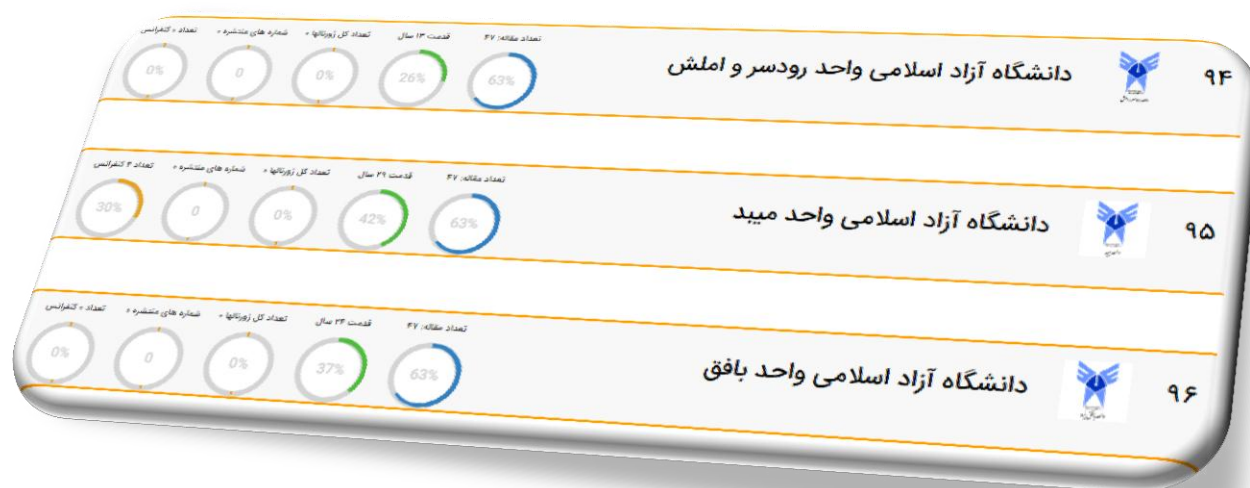 ۹۴
دانشگاه آزاد اسلامی واحد رودسر و املش
تعداد مقاله: ۴۷
63%
قدمت ۱۳ سال
26%
تعداد کل ژورنالها ۰
0%
شماره های منتشره ۰
0
تعداد ۰ کنفرانس
0%
۹۵
دانشگاه آزاد اسلامی واحد میبد
تعداد مقاله: ۴۷
63%
قدمت ۲۹ سال
42%
تعداد کل ژورنالها ۰
0%
شماره های منتشره ۰
0
تعداد ۴ کنفرانس
30%
۹۶
دانشگاه آزاد اسلامی واحد بافق
تعداد مقاله: ۴۷
63%
قدمت ۲۴ سال
37%
تعداد کل ژورنالها ۰
0%
شماره های منتشره ۰
0
تعداد ۰ کنفرانس
0%